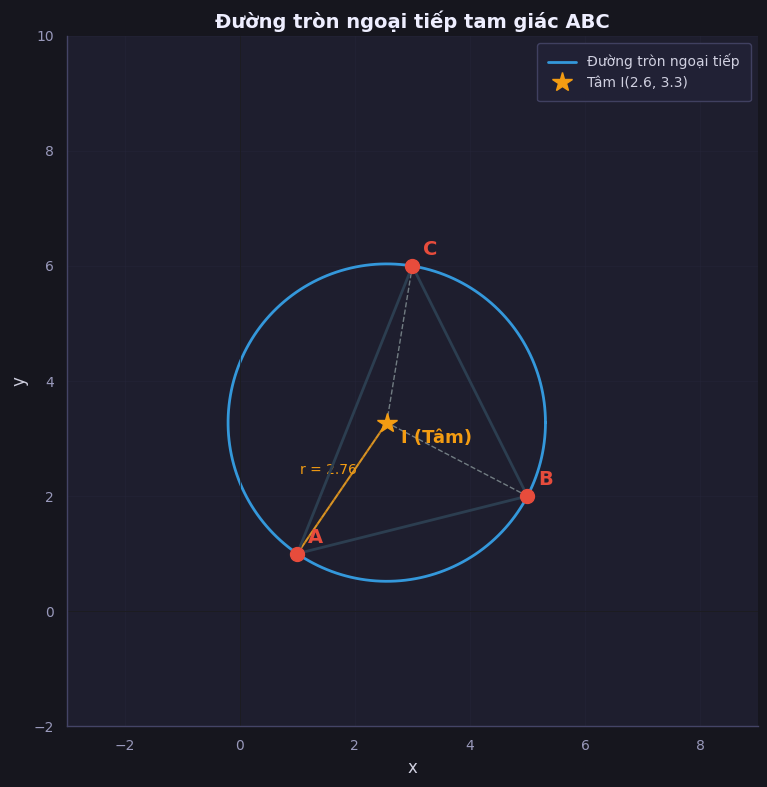 Đường tròn ngoại tiếp tam giác ABC
Đường tròn ngoại tiếp
Tâm I(2.6, 3.3)
10
8
6
4
2
0
−2
y
C
I (Tâm)
r = 2.76
B
A
−2
0
2
4
6
8
x